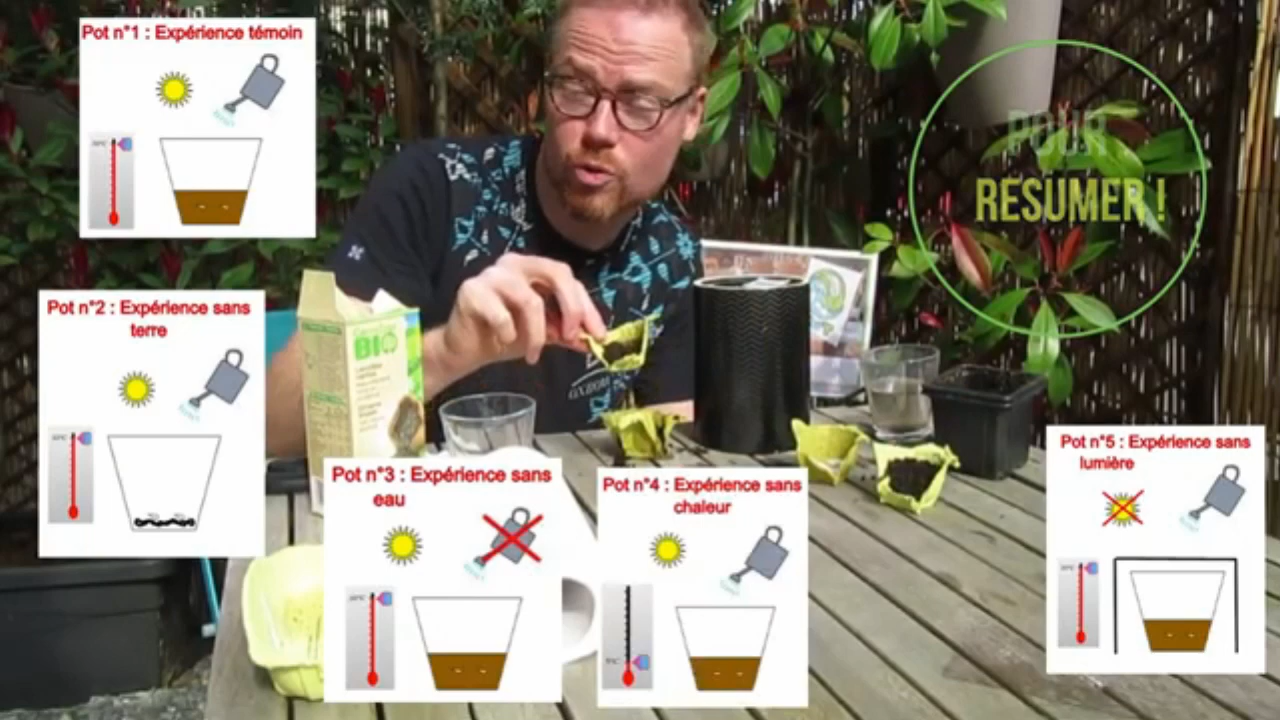 Pot n°1 : Expérience témoin
POUR
RESUMER !
Pot n°2 : Expérience sans
terre
BIO
Pot n°3 : Expérience sans
eau
Pot n°4 : Expérience sans
chaleur
Pot n°5 : Expérience sans
lumière